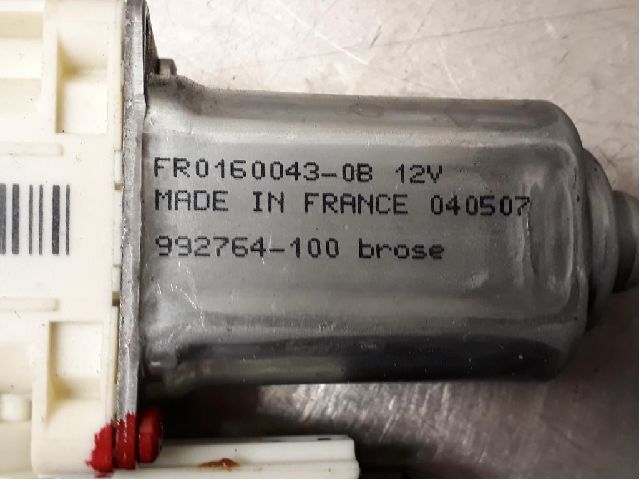 FR0160043-0B 12V
MADE IN FRANCE 040507
992764-100 brose